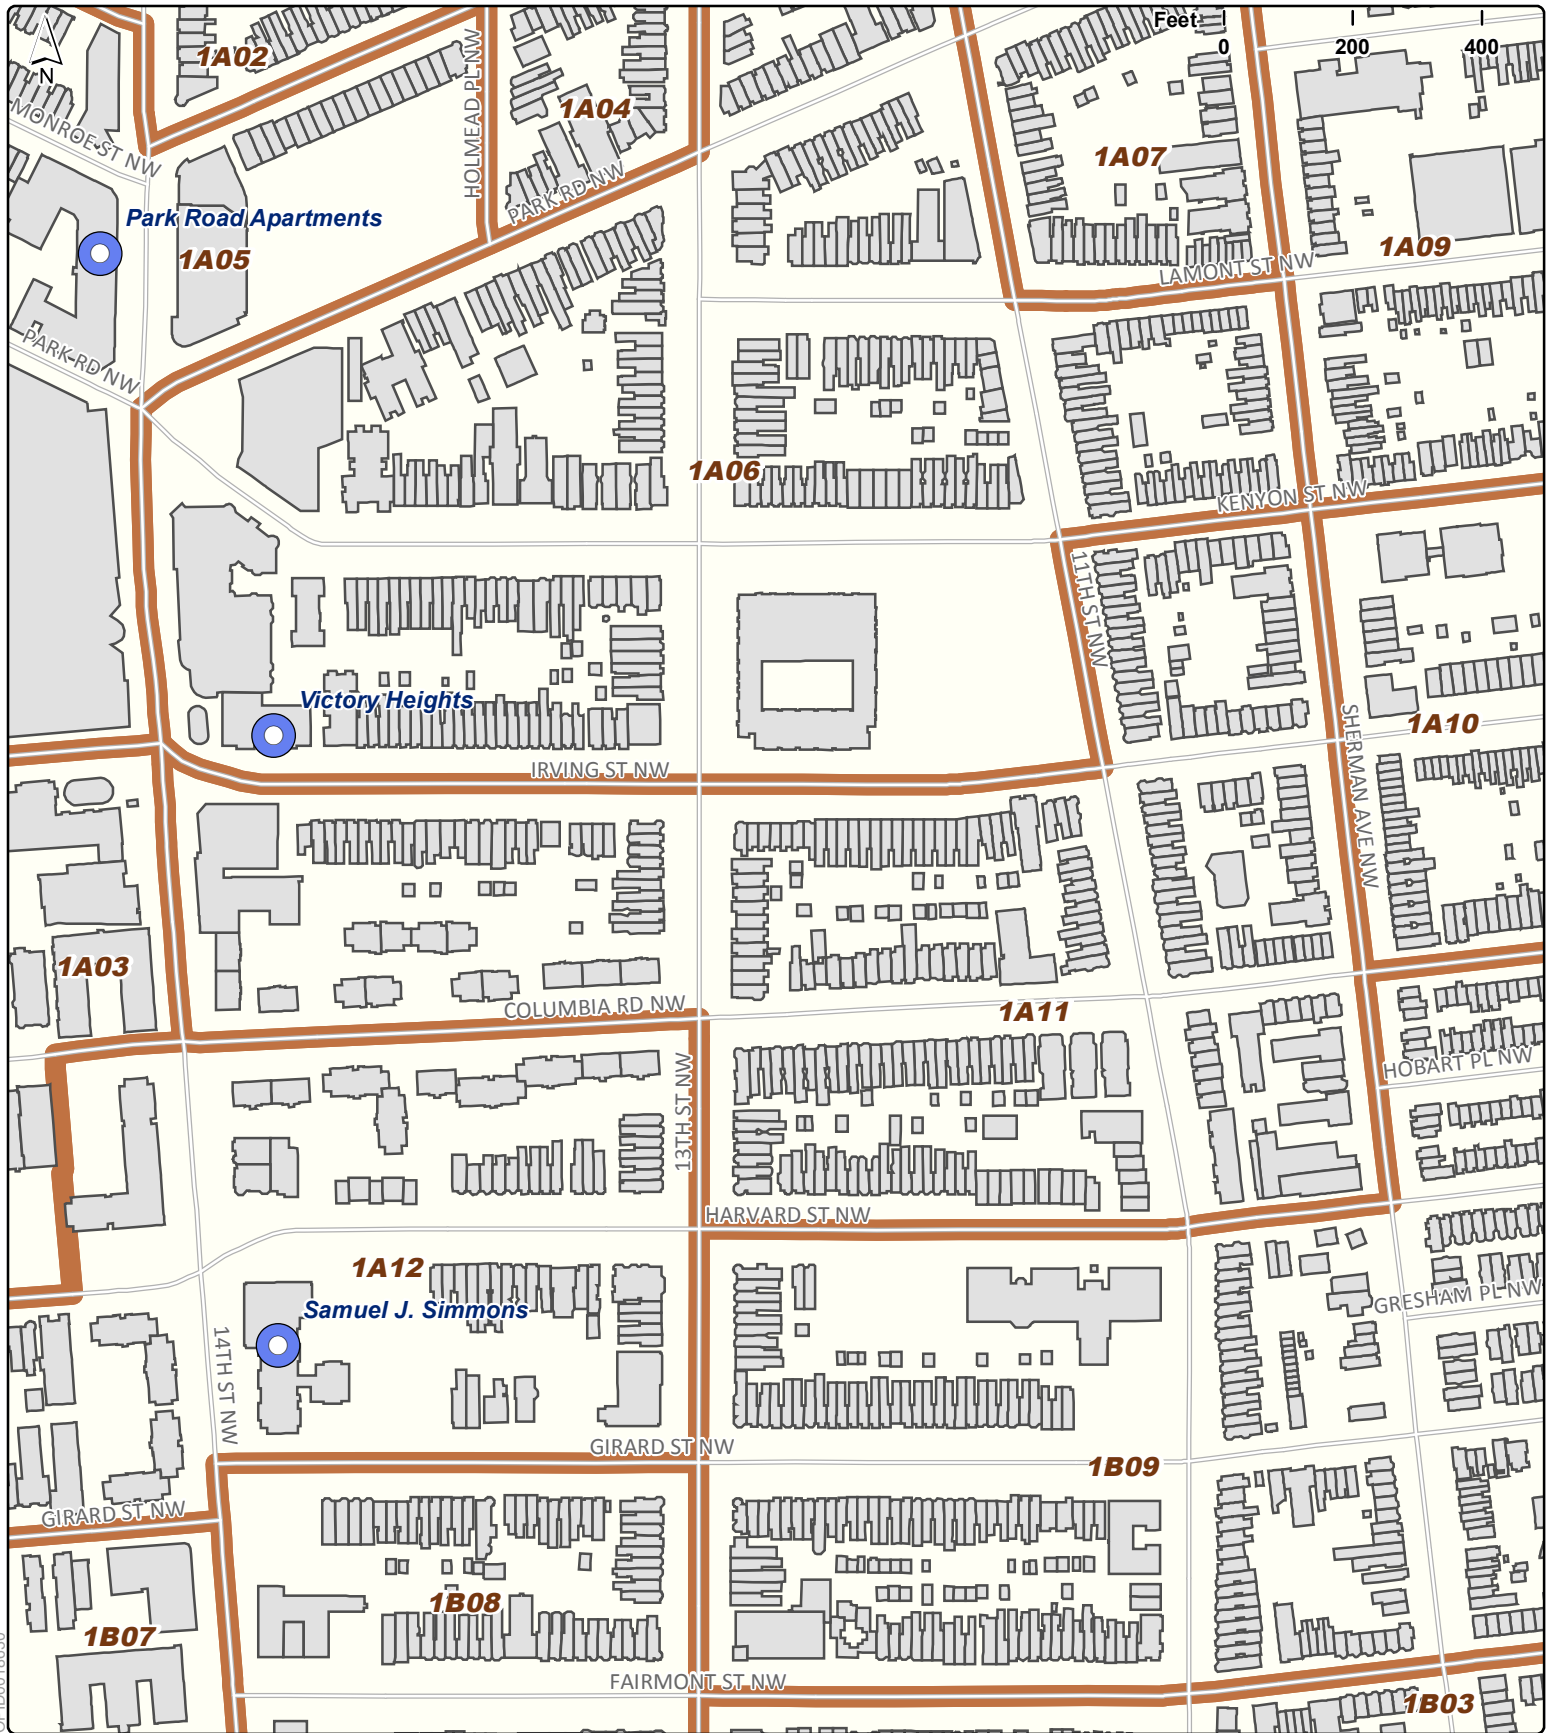 Feet
0
200
400
N
1A02
HOLMEAD PL NW
1A04
MONROE ST NW
1A07
PARK RD NW
Park Road Apartments
1A05
1A09
LAMONT ST NW
PARK RD NW
1A06
KENYON ST NW
11TH ST NW
Victory Heights
SHERMAN AVE NW
1A10
IRVING ST NW
1A03
COLUMBIA RD NW
1A11
13TH ST NW
HOBART PL NW
HARVARD ST NW
1A12
Samuel J. Simmons
GRESHAM PL NW
14TH ST NW
GIRARD ST NW
1B09
GIRARD ST NW
1B08
1B07
FAIRMONT ST NW
1B03